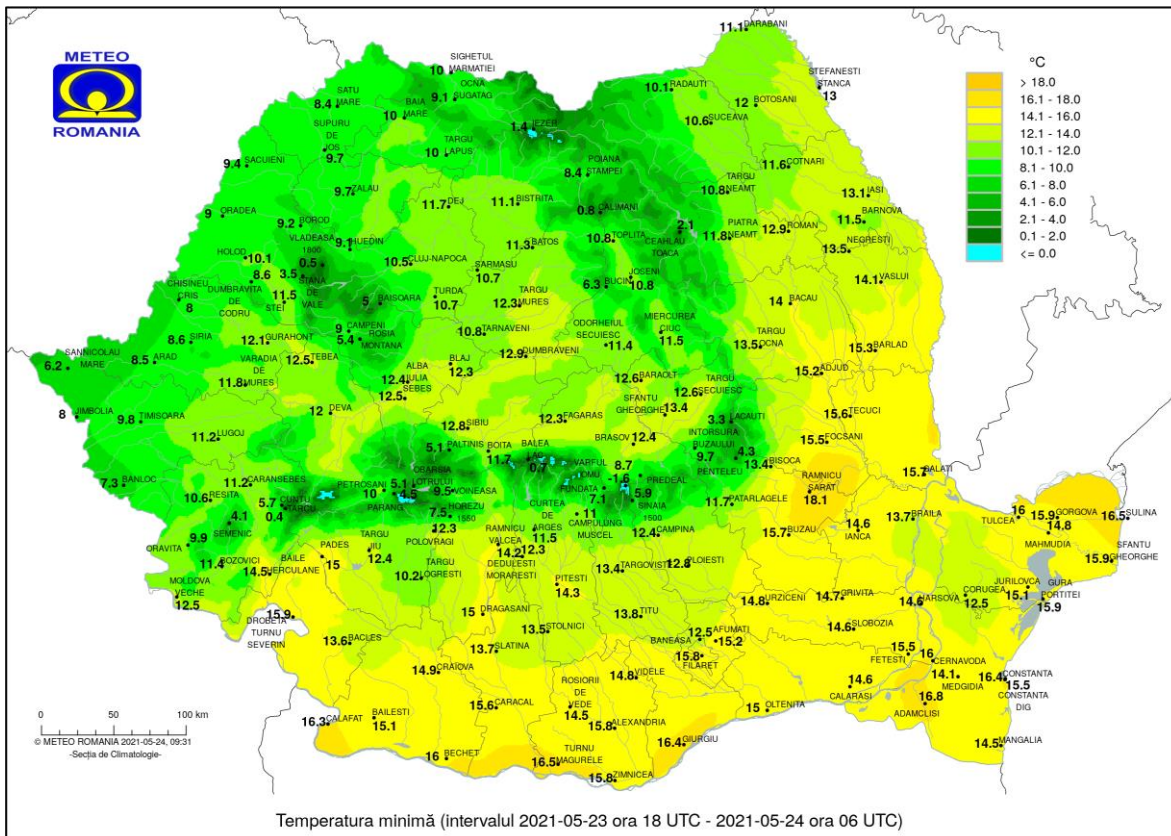 METEO
ROMANIA
°C
> 18.0
16.1 - 18.0
14.1 - 16.0
12.1 - 14.0
10.1 - 12.0
8.1 - 10.0
6.1 - 8.0
4.1 - 6.0
2.1 - 4.0
0.1 - 2.0
<= 0.0
11.1 DARABANI
10 SIGHETUL MARMATIEI
9.1 OCNA SUGATAG
8.4 SATU MARE
10 BAIA MARE
10.1 RADAUTI
STEFANESTI STANCA
13
12 BOTOSANI
10.6 SUCEAVA
1.4 IEZER
SUPURU DE JOS
9.7
10 TARGU LAPUS
9.4 SACUIENI
8.4 POIANA STAMPEI
11.6 COTNARI
9.7 ZALAU
11.7 DEJ
11.1 BISTRITA
10.8 TARGU NEAMT
13.1 IASI
9 ORADEA
9.2 BOROD
0.8 CALIMANI
2.1
CEAHLAU TOACA
11.8 PIATRA NEAMT
12.9 ROMAN
11.5 BARNOVA
VLADEASA 1800
0.5
9.1 HUEDIN
11.3 BATOS
10.8 TOPLITA
13.5 NEGRESTI
HOLOD
10.1
10.5 CLUJ-NAPOCA
SARMASU
10.7
8.6
DUMBRAVITA DE CODRU
3.5
STANA DE VALE
6.3 BUCIN
JOSENI
10.8
14.1 VASLUI
CHISINEU CRIS
8
11.5
STEI
5 BAISOARA
TURDA
10.7
12.3 TARGU MURES
14 BACAU
8.6 SIRIA
12.1 GURAHONT
9 CAMPENI
5.4 ROSIA MONTANA
10.8 TARNAVENI
ODORHEIUL SECUIESC
11.4
MIERCUREA CIUC
11.5
13.5 TARGU OCNA
15.3 BARLAD
6.2 SANNICOLAU MARE
8.5 ARAD
VARADIA DE MURES
11.8
12.5 TEBEA
BLAJ
12.3
12.9 DUMBRAVENI
15.2 ADJUD
12.4 ALBA IULIA
12.5 SEBES
12.6 BARAOLT
12.6 TARGU SECUIESC
8 JIMBOLIA
9.8 TIMISOARA
12 DEVA
12.3 FAGARAS
SFANTU GHEORGHE
13.4
3.3 LACAUTI
15.6 TECUCI
11.2 LUGOJ
12.8 SIBIU
BRASOV
12.4
INTORSURA BUZAULUI
9.7
15.5 FOCSANI
5.1 PALTINIS
BOITA
11.7
BALEA LAC
0.7
VARFUL OMU
-1.6
8.7
PREDEAL
4.3
PENTELEU
13.4 BISOCA
15.7 GALATI
7.3 BANLOC
11.2 CARANSEBES
10.6 RESITA
PETROSANI
10
5.1
OBARSIA LOTRULUI
4.5
PARANG
9.5 VOINEASA
FUNDATA
7.1
5.9
SINAIA 1500
RAMNICU SARAT
18.1
5.7
CUNTU
0.4 TARCU
4.1
SEMENIC
7.5 HOREZU
1550
12.3
POLOVRAGI
CURTEA DE ARGES
11.5
11
CAMPULUNG MUSCEL
11.7 PATARLAGELE
13.7 BRAILA
16
TULCEA
15.9 GORGOVA
14.8
MAHMUDIA
16.5 SULINA
9.9
ORAVITA
12.4 CAMPINA
15.7 BUZAU
14.6
IANCA
SFANTU GHEORGHE
15.9
11.4 BOZOVICI
14.5 BAILE HERCULANE
PADES
15
TARGU JIU
12.4
RAMNICU VALCEA
14.2
12.3
DEDULESTI MORARESTI
13.4 TARGOVISTE
12.8 PLOIESTI
MOLDOVA VECHE
12.5
10.2 TARGU LOGRESTI
PITESTI
14.3
JURILOVCA
15.1
GURA PORTITEI
15.9
CORUGEA
12.5
15.9
DROBETA TURNU SEVERIN
15 DRAGASANI
13.8 TITU
14.8 URZICENI
14.7 GRIVITA
14.6 HARSOVA
13.6 BACLES
13.5 STOLNICI
BANEASA
12.5
AFUMATI
15.2
14.6 SLOBOZIA
13.7 SLATINA
15.8
FILARET
15.5
FETESTI
16
CERNAVODA
14.9 CRAIOVA
14.8 VIDELE
14.6
CALARASI
14.1
MEDGIDIA
16.4 CONSTANTA
15.5
CONSTANTA DIG
16.3 CALAFAT
BAILESTI
15.1
15.6 CARACAL
ROSIORII DE VEDE
14.5
15.8 ALEXANDRIA
15 OLTENITA
16.8
ADAMCLISI
16 BECHET
16.5 TURNU MAGURELE
16.4 GIURGIU
14.5 MANGALIA
15.8 ZIMNICEA
0 50 100 km
© METEO ROMANIA 2021-05-24, 09:31
-Secția de Climatologie-
Temperatura minimă (intervalul 2021-05-23 ora 18 UTC - 2021-05-24 ora 06 UTC)